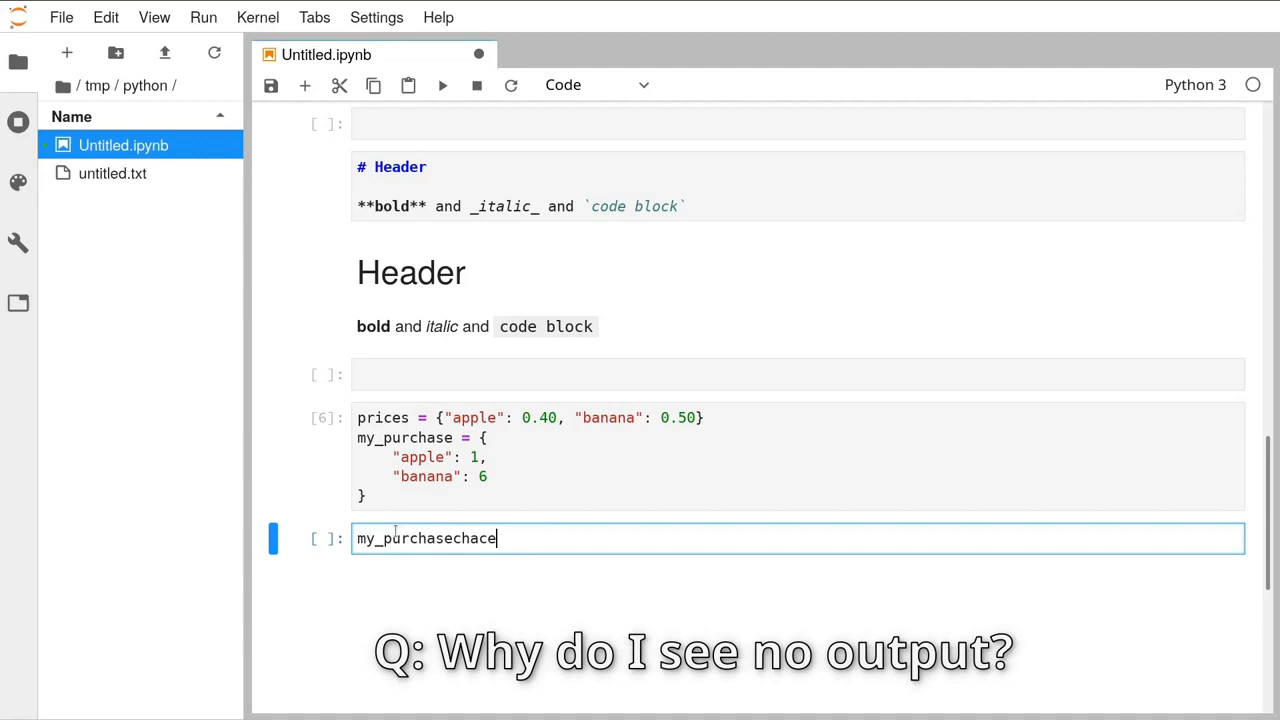 File Edit View Run Kernel Tabs Settings Help
Untitled.ipynb
Code
Python 3
/ tmp / python /
Name
Untitled.ipynb
untitled.txt
[ ]:
# Header
**bold** and _italic_ and `code block`
Header
bold and italic and code block
[ ]:
[6]: prices = {"apple": 0.40, "banana": 0.50}
my_purchase = {
"apple": 1,
"banana": 6
}
[ ]: my_purchasechace
Q: Why do I see no output?